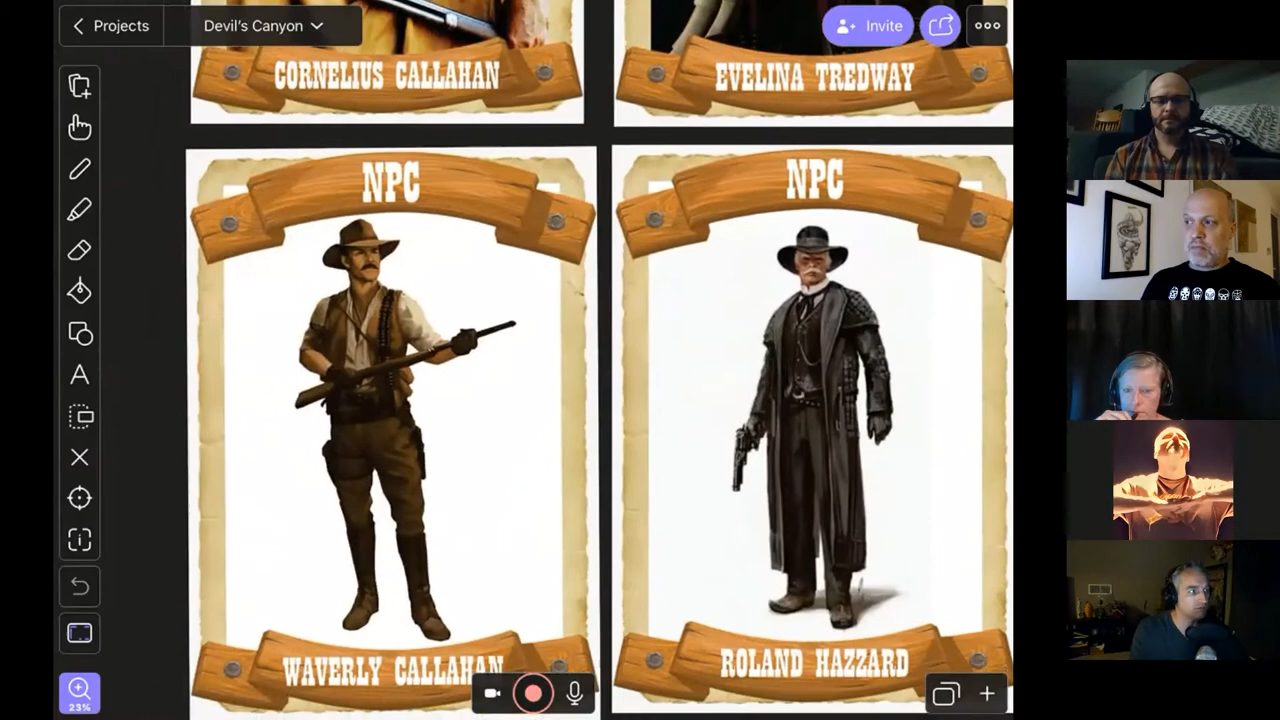 Projects
Devil's Canyon
Invite
CORNELIUS CALLAHAN
EVELINA TREDWAY
NPC
NPC
WAVERLY CALLAHAN
ROLAND HAZZARD
23%